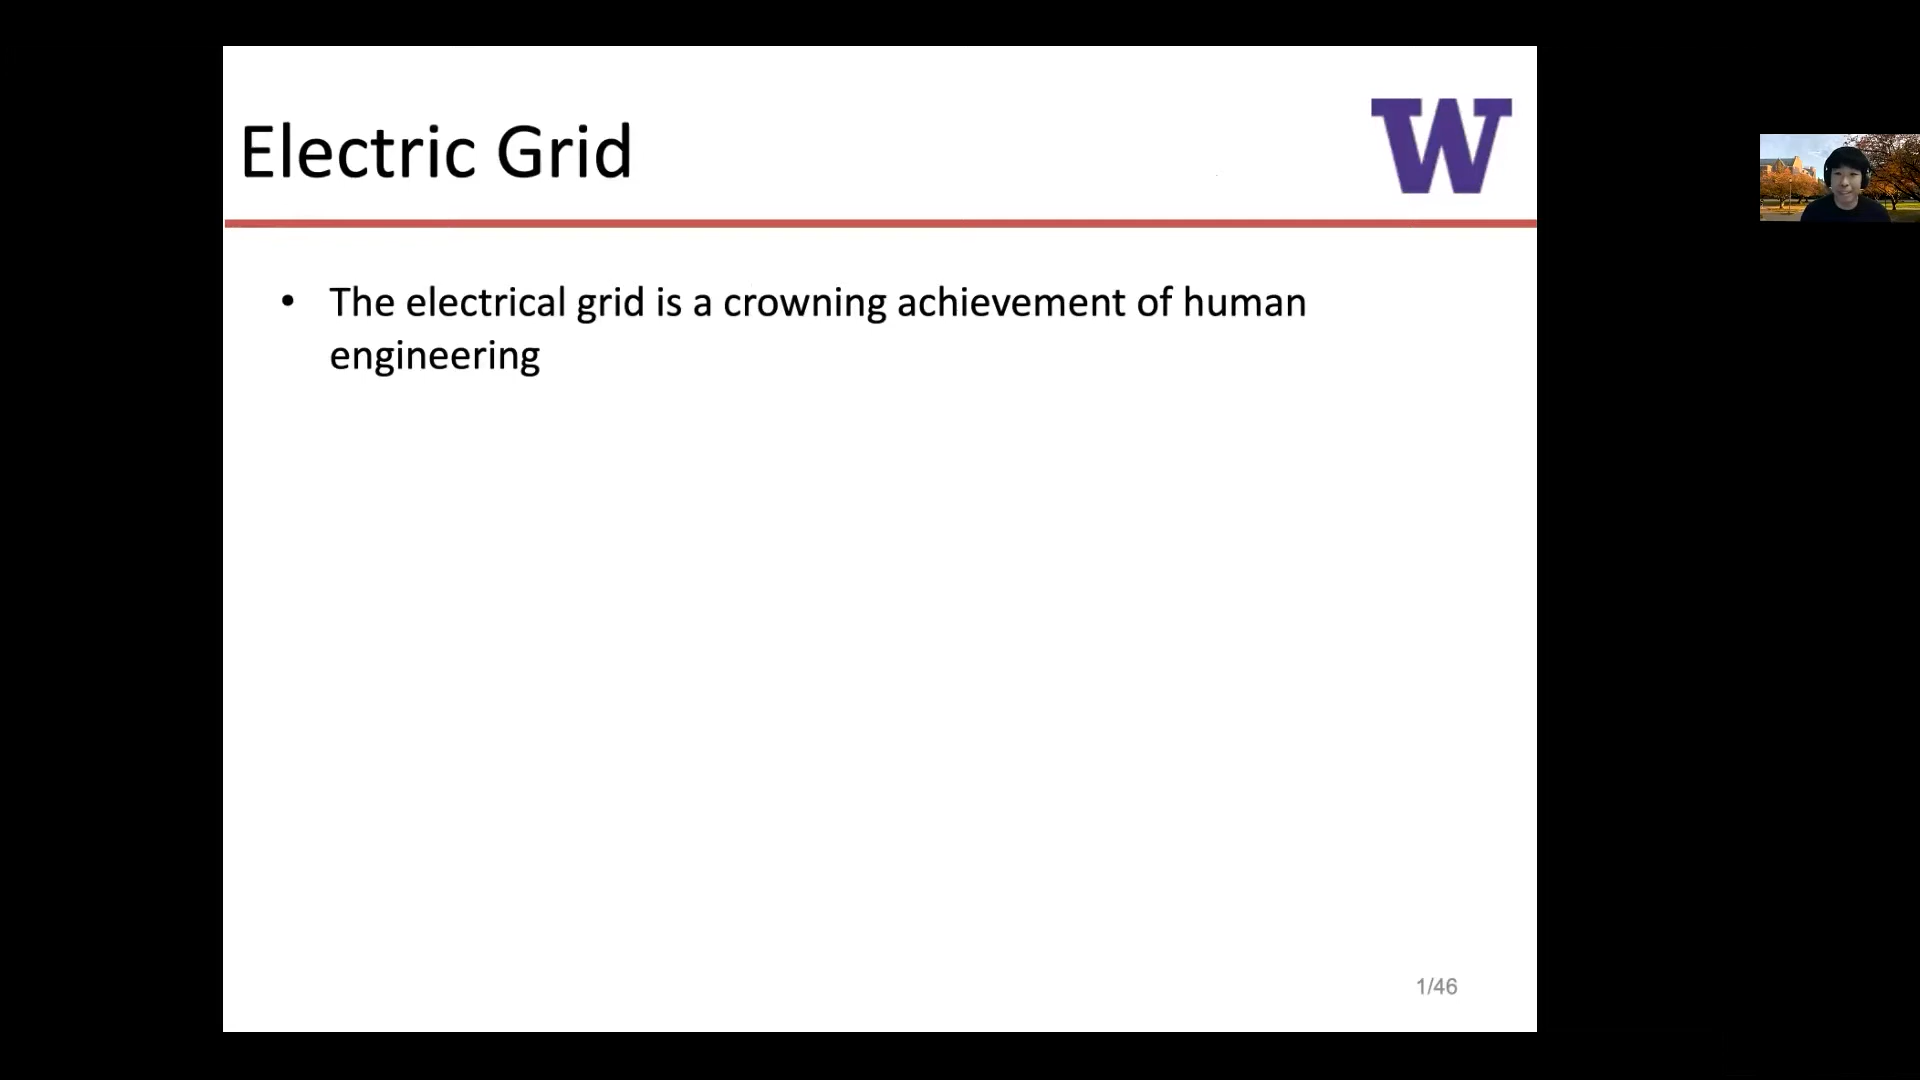 Electric Grid
W
• The electrical grid is a crowning achievement of human
engineering
1/46